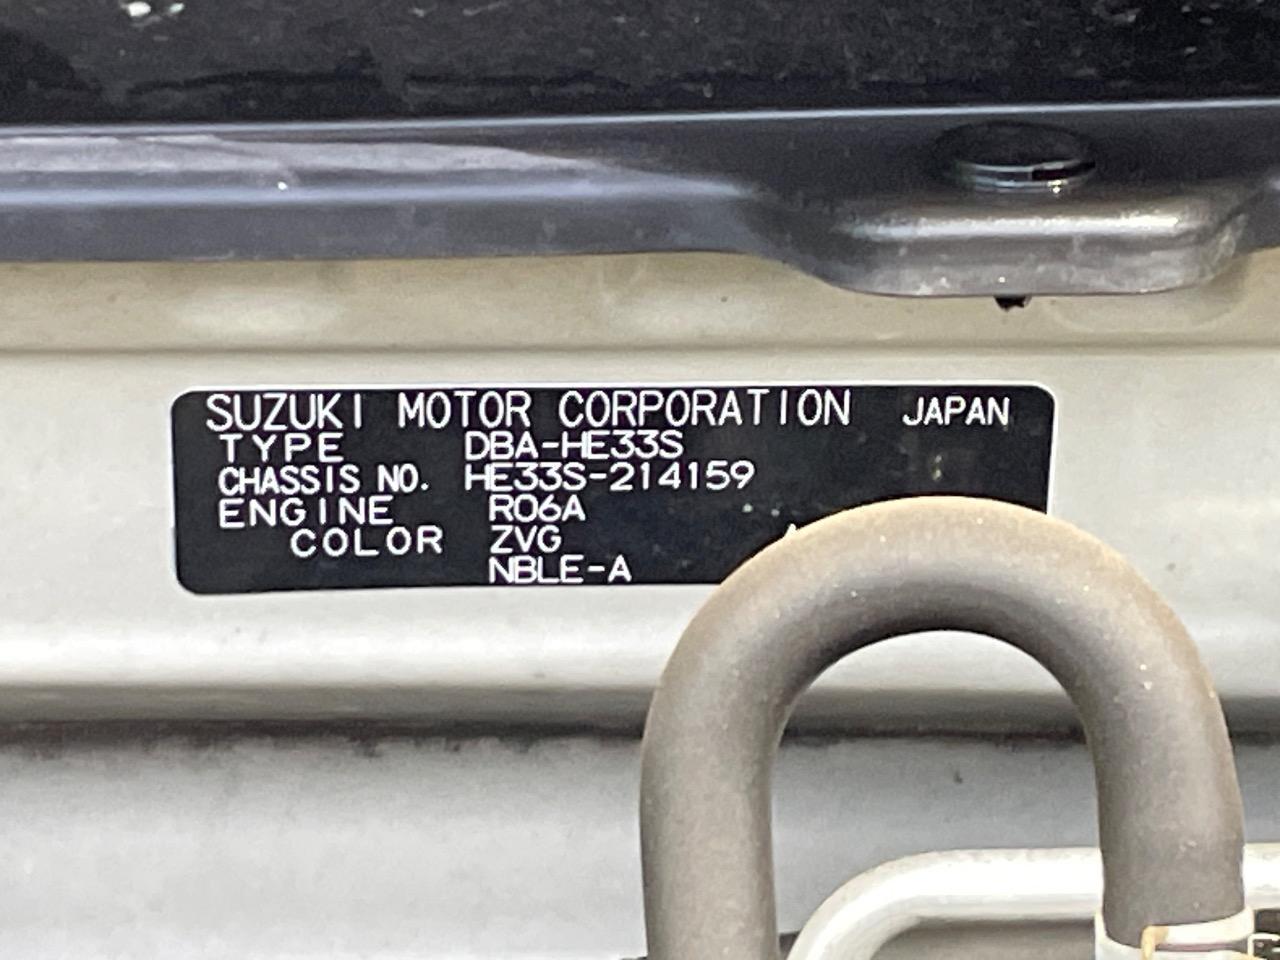 SUZUKI MOTOR CORPORATION JAPAN
TYPE DBA-HE33S
CHASSIS NO. HE33S-214159
ENGINE R06A
COLOR ZVG
NBLE-A